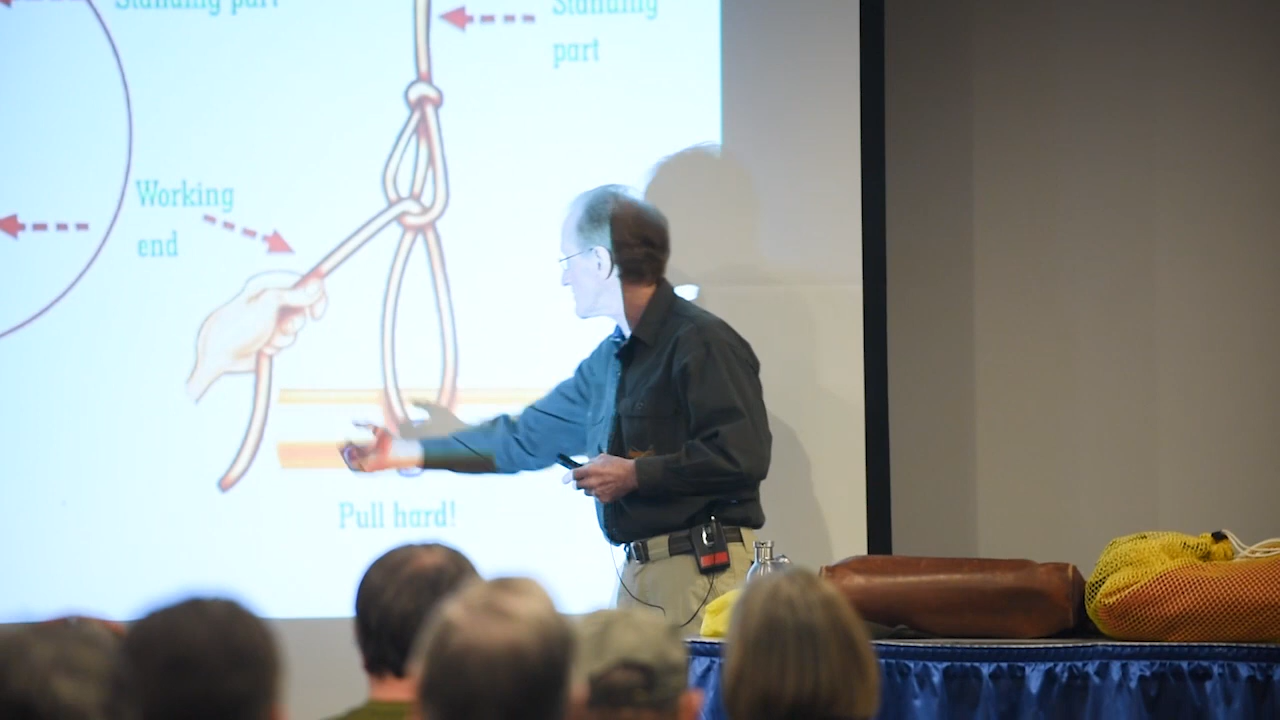 Standing part
Standing
part
Working
end
Pull hard!